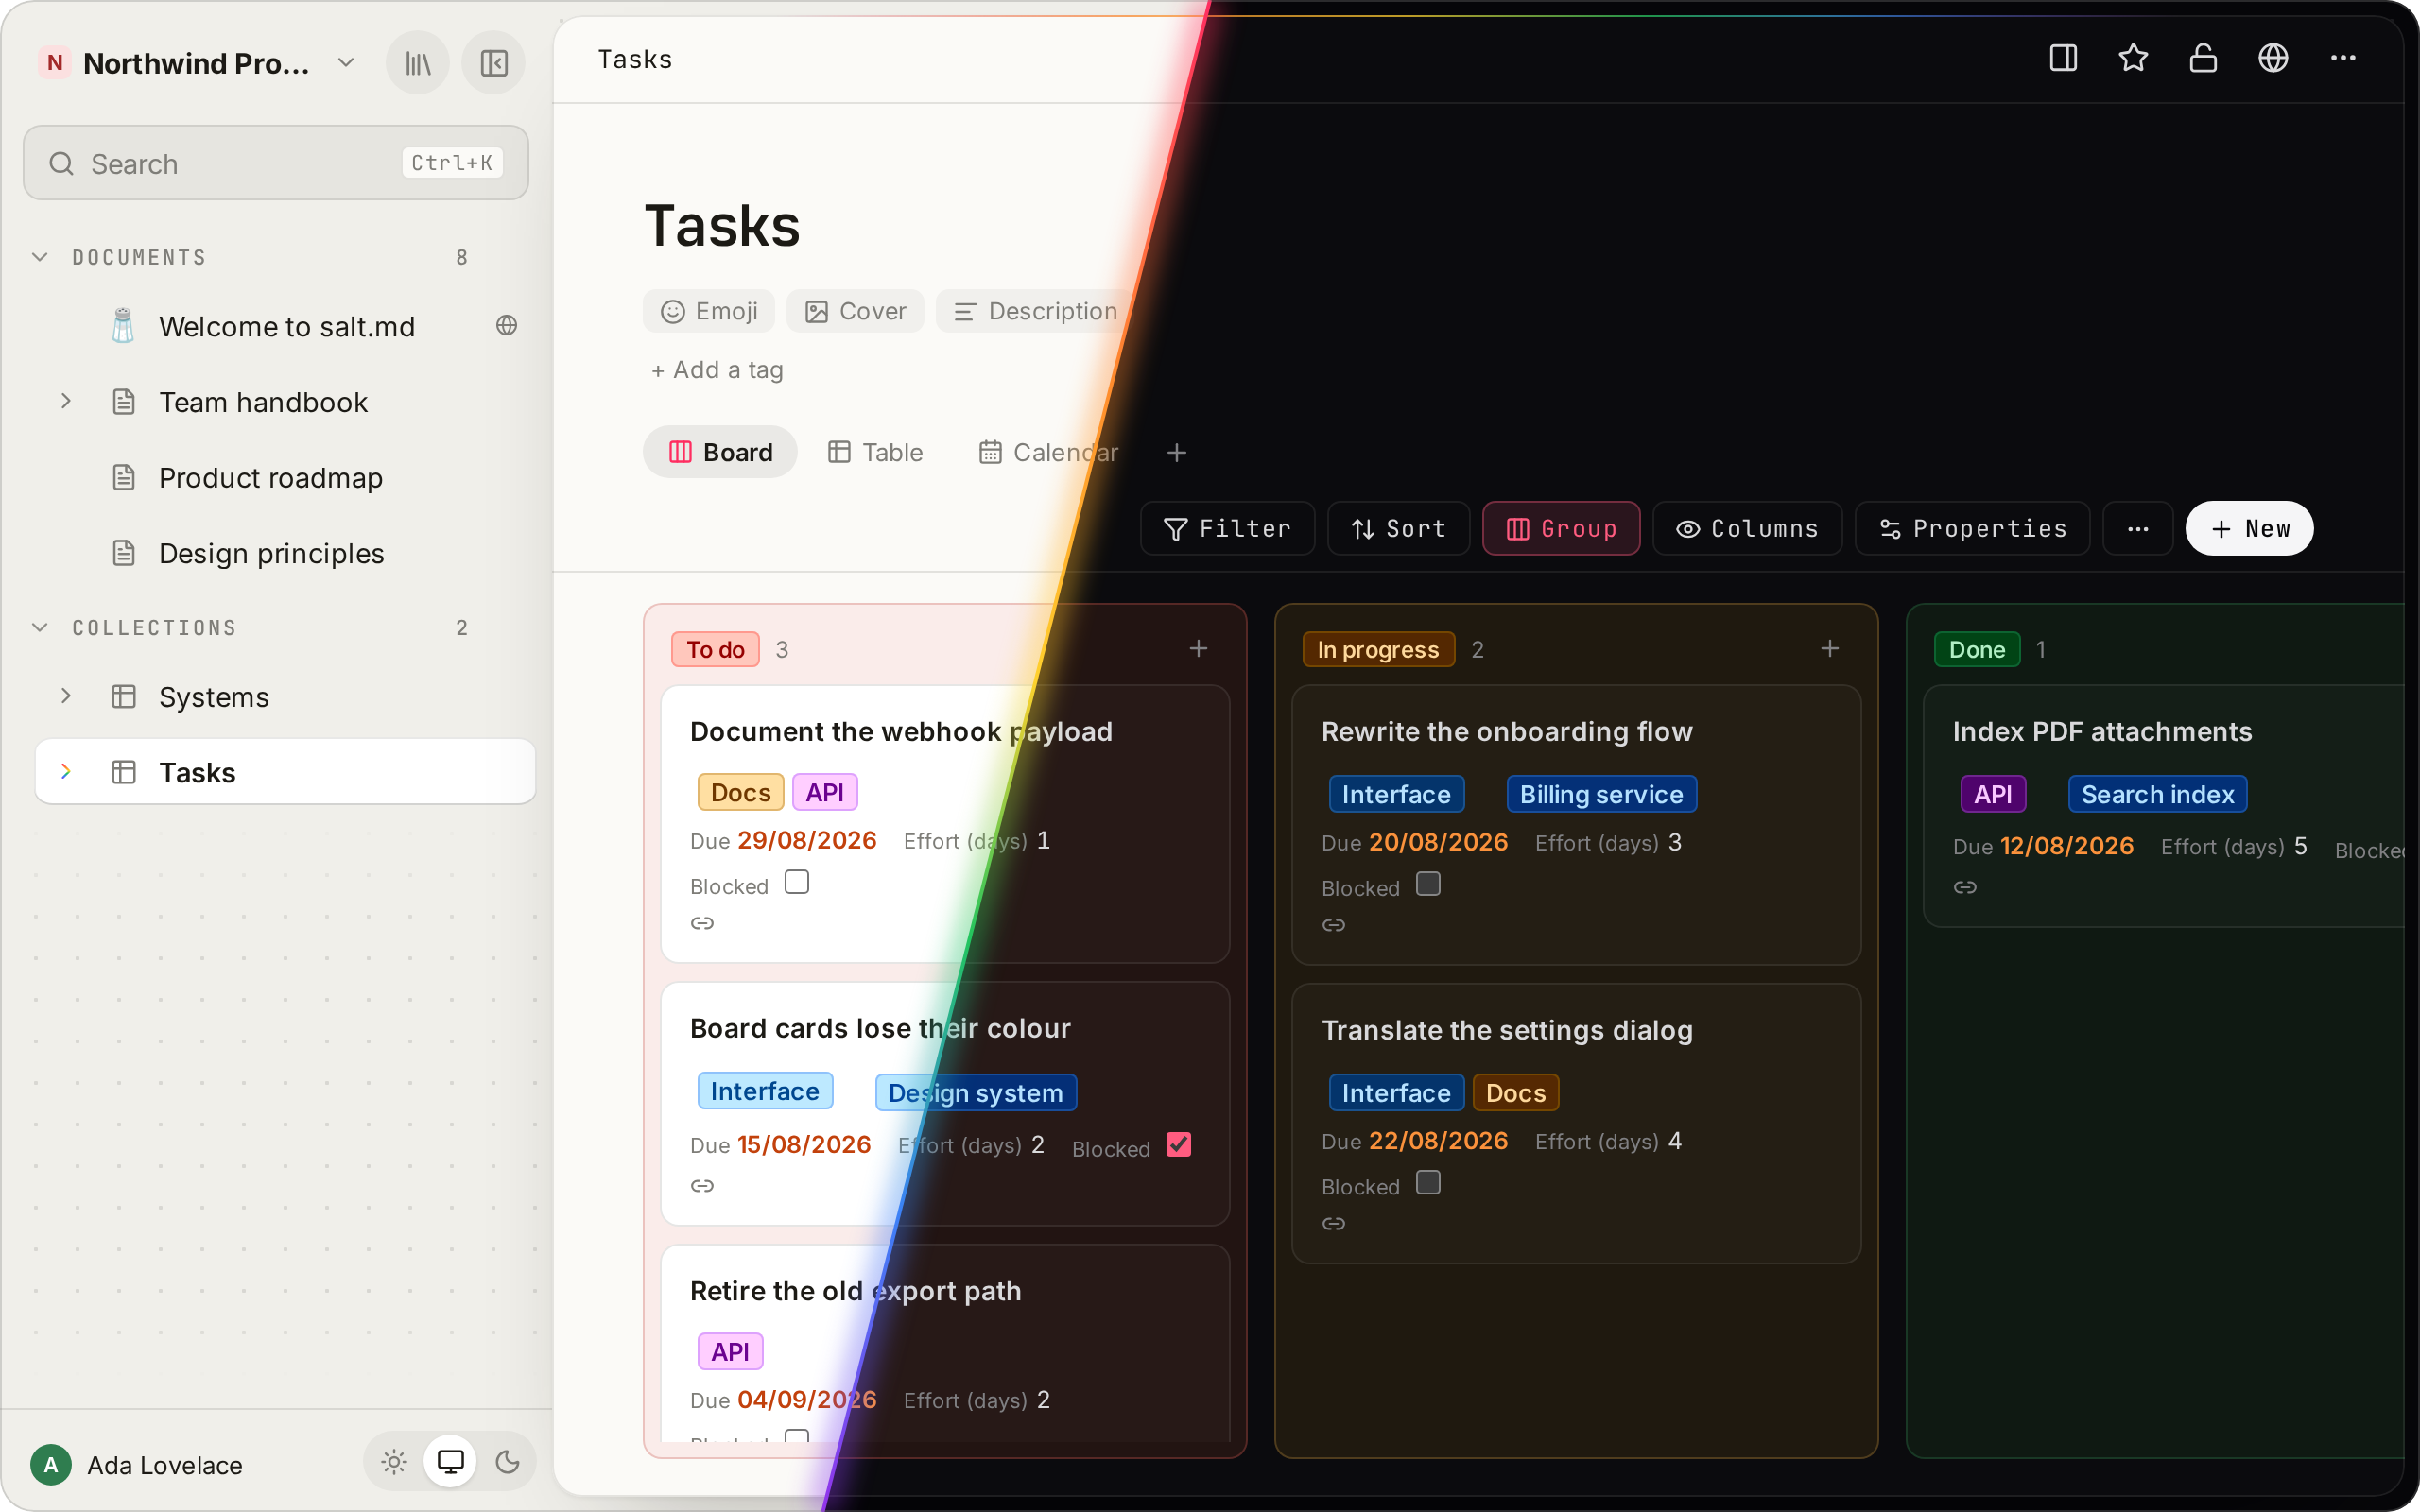 N Northwind Pro...
Search Ctrl+K
DOCUMENTS 8
Welcome to salt.md
Team handbook
Product roadmap
Design principles
COLLECTIONS 2
Systems
Tasks
A Ada Lovelace
Tasks
Tasks
Emoji Cover Description
+ Add a tag
Board Table Calendar +
Filter Sort Group Columns Properties ... + New
To do 3 +
Document the webhook payload
Docs API
Due 29/08/2026 Effort (days) 1
Blocked
Board cards lose their colour
Interface Design system
Due 15/08/2026 Effort (days) 2 Blocked
Retire the old export path
API
Due 04/09/2026 Effort (days) 2
Blocked
In progress 2 +
Rewrite the onboarding flow
Interface Billing service
Due 20/08/2026 Effort (days) 3
Blocked
Translate the settings dialog
Interface Docs
Due 22/08/2026 Effort (days) 4
Blocked
Done 1
Index PDF attachments
API Search index
Due 12/08/2026 Effort (days) 5 Blocked